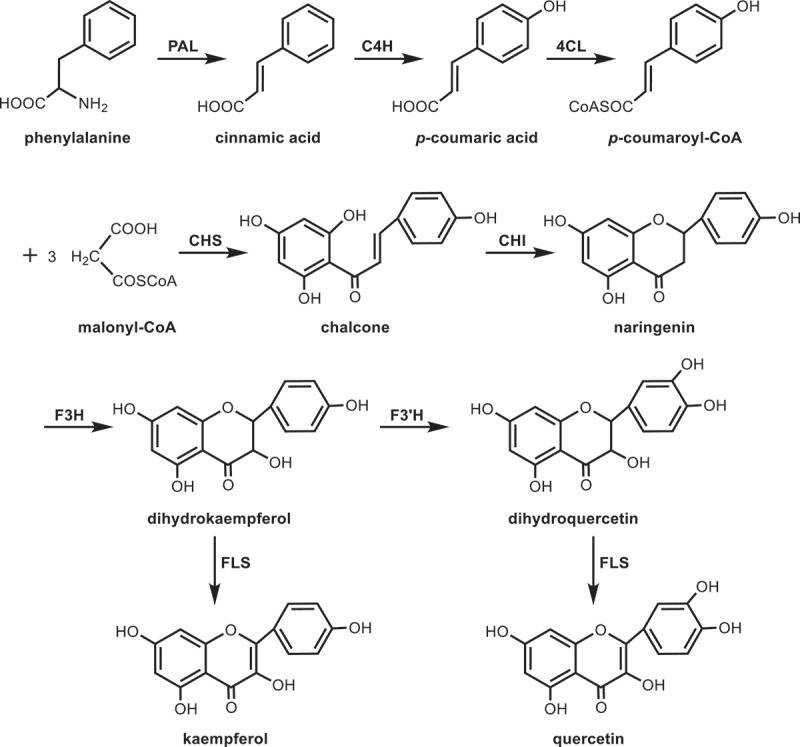 OH OH
PAL C4H 4CL
HOOC NH2 HOOC HOOC CoASOC
phenylalanine cinnamic acid p-coumaric acid p-coumaroyl-CoA
COOH HO OH OH HO O OH
+ 3 H2C CHS CHI
COSCoA OH O OH O
malonyl-CoA chalcone naringenin
OH
HO O OH HO O OH
F3H F3'H
OH OH
OH O OH O
dihydrokaempferol dihydroquercetin
FLS FLS
OH
HO O OH HO O OH
OH OH
OH O OH O
kaempferol quercetin